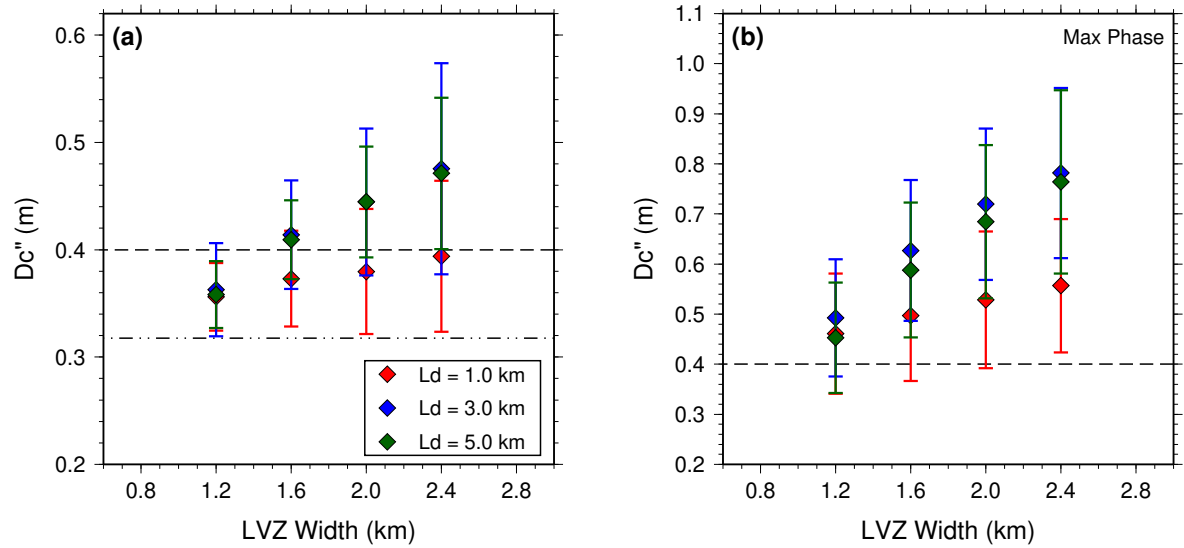 (a)
0.6
0.5
0.4
0.3
0.2
Dc" (m)
0.8 1.2 1.6 2.0 2.4 2.8
LVZ Width (km)
Ld = 1.0 km
Ld = 3.0 km
Ld = 5.0 km
(b)
Max Phase
1.1
1.0
0.9
0.8
0.7
0.6
0.5
0.4
0.3
0.2
Dc" (m)
0.8 1.2 1.6 2.0 2.4 2.8
LVZ Width (km)